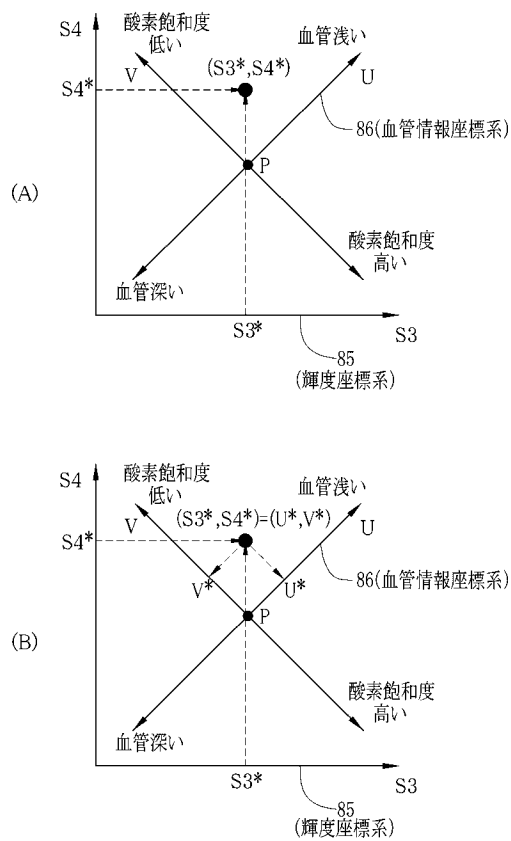 S4
酸素飽和度
低い
血管浅い
V
(S3*,S4*)
U
S4*
86(血管情報座標系)
P
(A)
酸素飽和度
高い
血管深い
S3*
S3
85
(輝度座標系)
S4
酸素飽和度
低い
血管浅い
V
(S3*,S4*)=(U*,V*)
U
S4*
86(血管情報座標系)
V*
U*
P
(B)
酸素飽和度
高い
血管深い
S3*
S3
85
(輝度座標系)